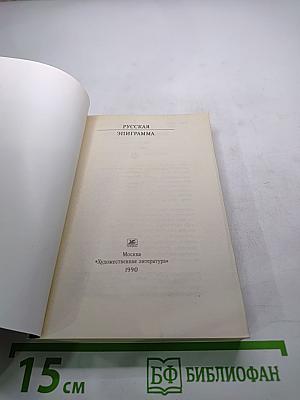 РУССКАЯ
ЭПИГРАММА
Москва
«Художественная литература»
1990
15 см
БФ БИБЛИОФАН